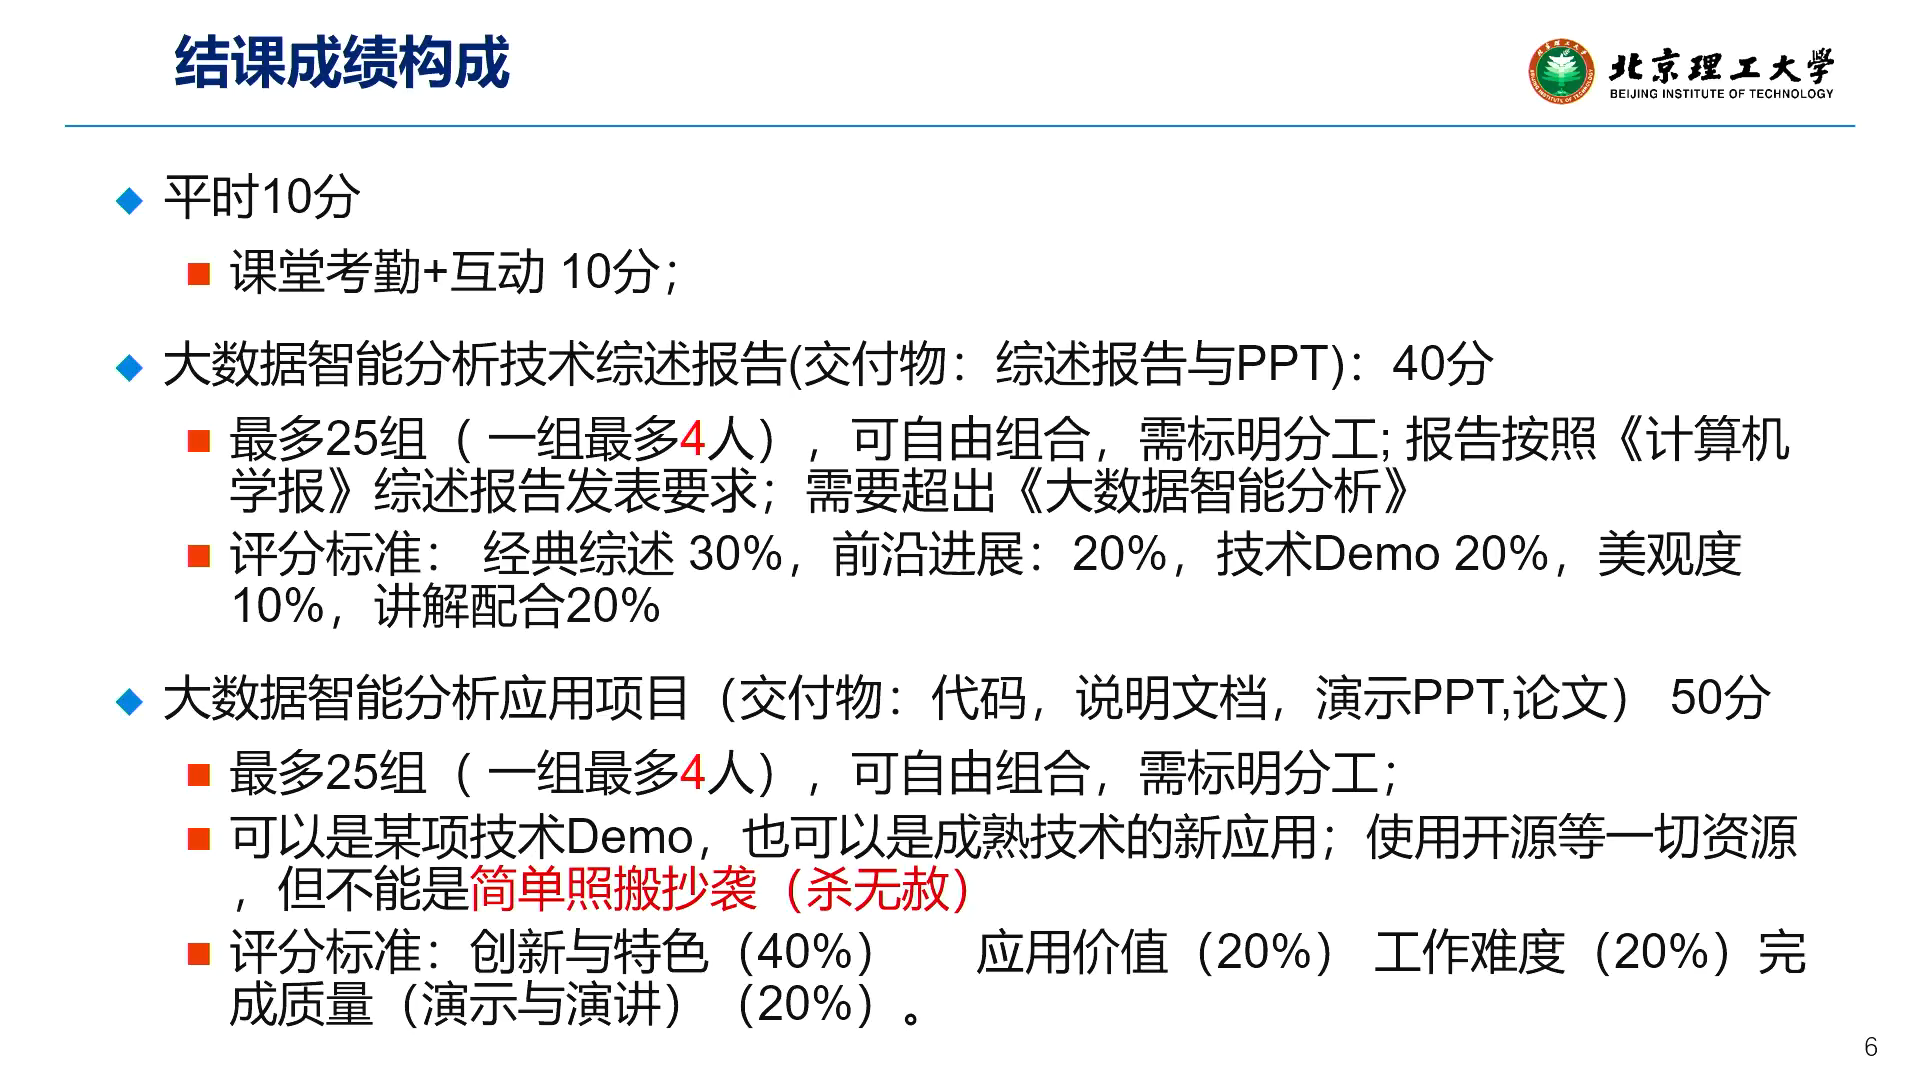 结课成绩构成
北京理工大学
BEIJING INSTITUTE OF TECHNOLOGY
平时10分
课堂考勤+互动 10分；
大数据智能分析技术综述报告(交付物：综述报告与PPT)：40分
最多25组（ 一组最多4人），可自由组合，需标明分工; 报告按照《计算机
学报》综述报告发表要求；需要超出《大数据智能分析》
评分标准： 经典综述 30%，前沿进展：20%，技术Demo 20%，美观度
10%，讲解配合20%
大数据智能分析应用项目（交付物：代码，说明文档，演示PPT,论文） 50分
最多25组（ 一组最多4人），可自由组合，需标明分工；
可以是某项技术Demo，也可以是成熟技术的新应用；使用开源等一切资源
，但不能是简单照搬抄袭（杀无赦）
评分标准：创新与特色（40%） 应用价值（20%） 工作难度（20%）完
成质量（演示与演讲）（20%）。
6